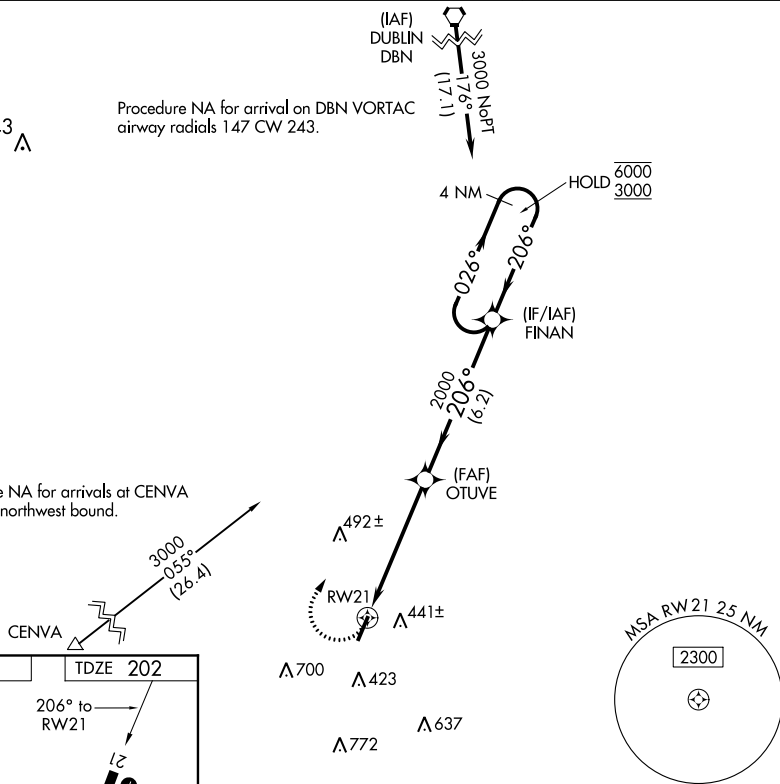 (IAF)
DUBLIN
DBN
3000 NoPT
176°
(17.1)
Procedure NA for arrival on DBN VORTAC
airway radials 147 CW 243.
3
4 NM
HOLD
6000
3000
026°
206°
(IF/IAF)
FINAN
2000
206°
(6.2)
(FAF)
OTUVE
NA for arrivals at CENVA
northwest bound.
492±
3000
055°
(26.4)
RW21
441±
CENVA
MSA RW21 25 NM
2300
TDZE 202
700
423
206° to
RW21
637
772
21